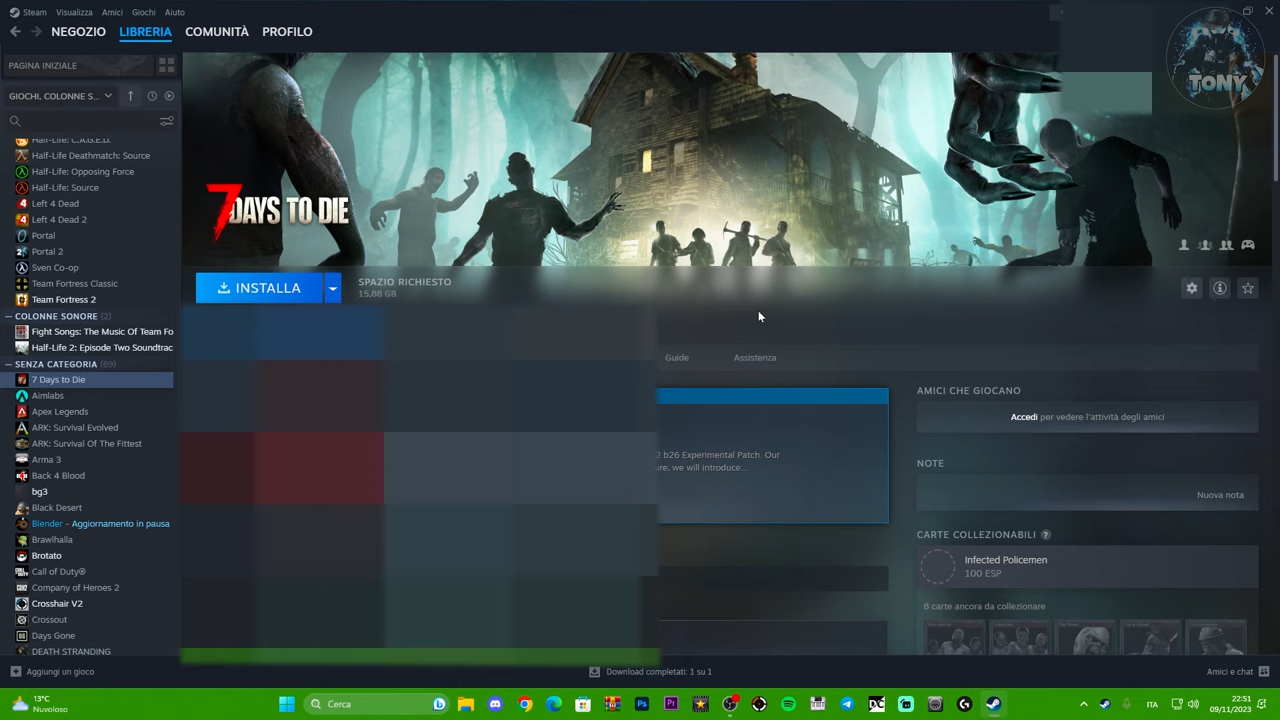 Steam Visualizza Amici Giochi Aiuto
NEGOZIO LIBRERIA COMUNITÀ PROFILO
TONY
PAGINA INIZIALE
GIOCHI, COLONNE S...
Half-Life: C.A.G.E.D.
Half-Life Deathmatch: Source
Half-Life: Opposing Force
Half-Life: Source
Left 4 Dead
Left 4 Dead 2
Portal
Portal 2
Sven Co-op
Team Fortress Classic
Team Fortress 2
COLONNE SONORE (2)
Fight Songs: The Music Of Team Fo
Half-Life 2: Episode Two Soundtrac
SENZA CATEGORIA (69)
7 Days to Die
Aimlabs
Apex Legends
ARK: Survival Evolved
ARK: Survival Of The Fittest
Arma 3
Back 4 Blood
bg3
Black Desert
Blender - Aggiornamento in pausa
Brawlhalla
Brotato
Call of Duty®
Company of Heroes 2
Crosshair V2
Crossout
Days Gone
DEATH STRANDING
7 DAYS TO DIE
INSTALLA
SPAZIO RICHIESTO
15,88 GB
Guide Assistenza
2 b26 Experimental Patch. Our
ure, we will introduce...
AMICI CHE GIOCANO
Accedi per vedere l'attività degli amici
NOTE
Nuova nota
CARTE COLLEZIONABILI ?
Infected Policemen
100 ESP
8 carte ancora da collezionare
Aggiungi un gioco
Download completati: 1 su 1
Amici e chat
13°C
Nuvoloso
Cerca
Ps
Pr
DC
ITA
22:51
09/11/2023